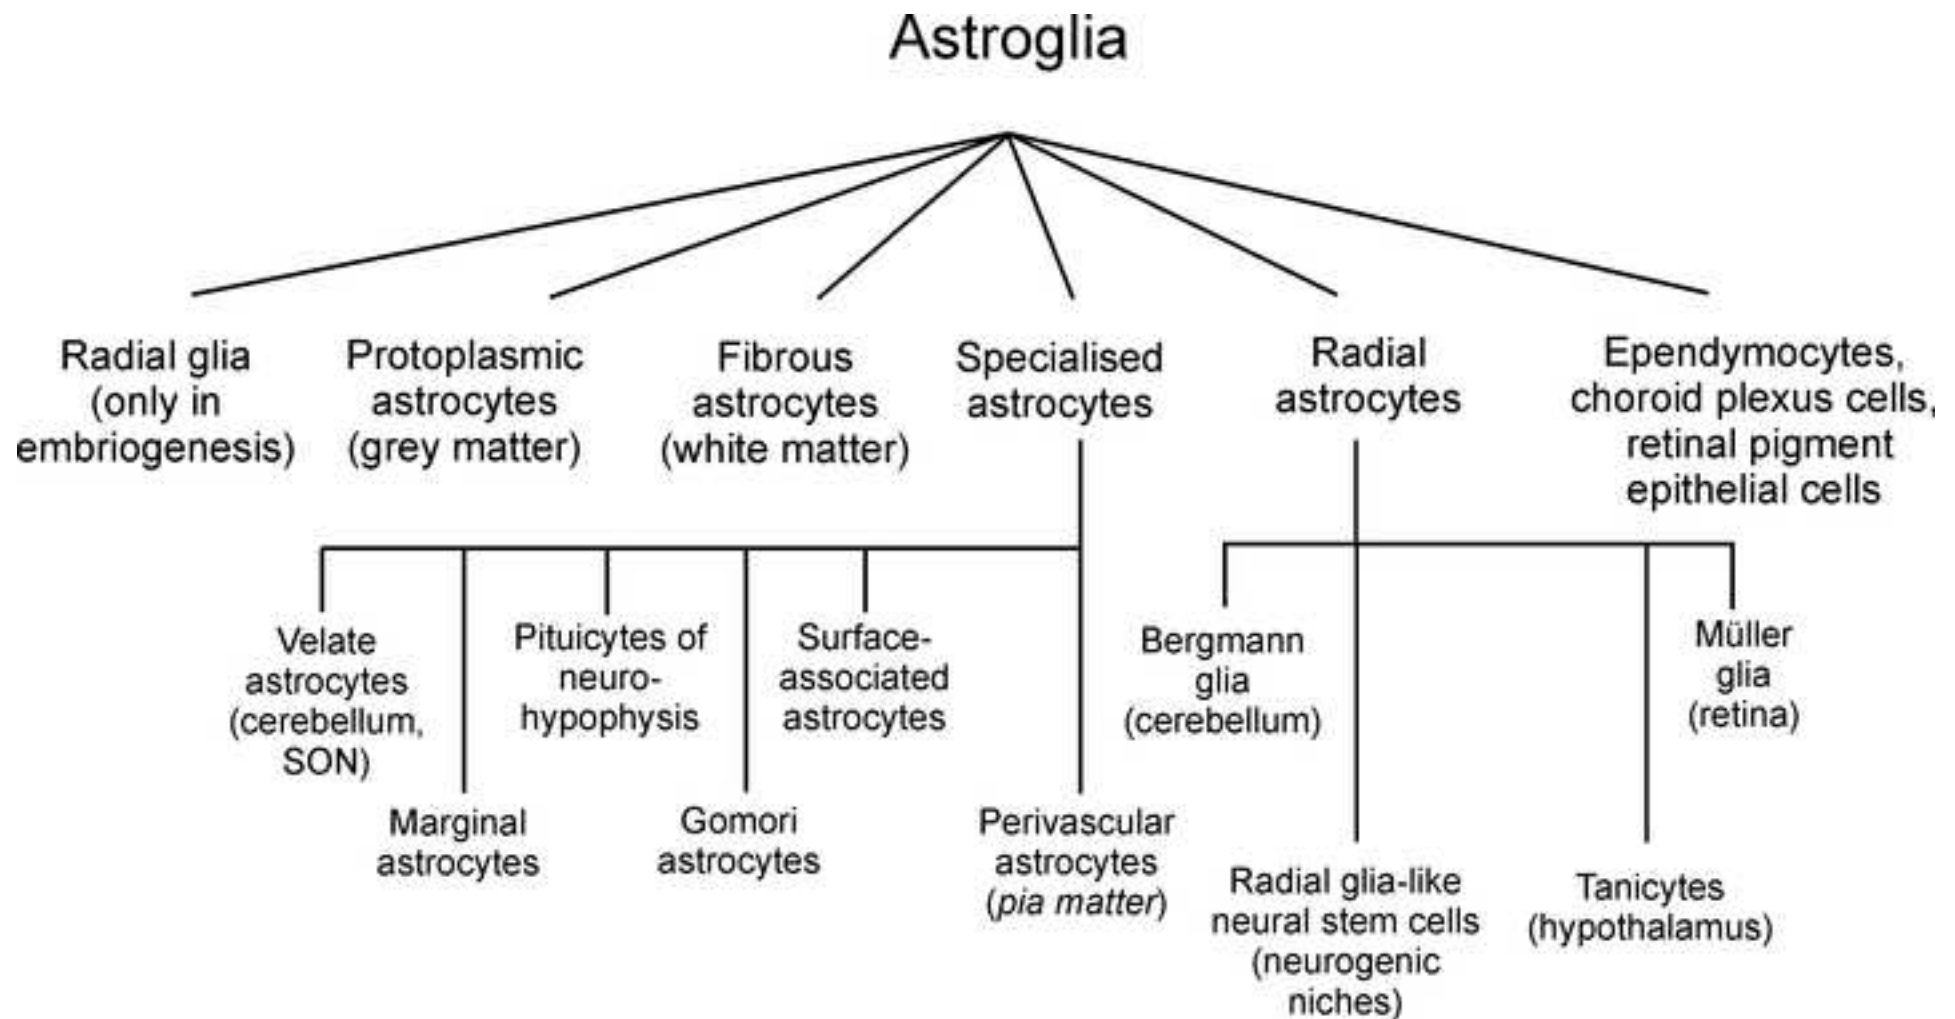 Astroglia
Radial glia
(only in
embriogenesis)
Protoplasmic
astrocytes
(grey matter)
Fibrous
astrocytes
(white matter)
Specialised
astrocytes
Radial
astrocytes
Ependymocytes,
choroid plexus cells,
retinal pigment
epithelial cells
Velate
astrocytes
(cerebellum,
SON)
Marginal
astrocytes
Pituicytes of
neuro-
hypophysis
Gomori
astrocytes
Surface-
associated
astrocytes
Perivascular
astrocytes
(pia matter)
Bergmann
glia
(cerebellum)
Radial glia-like
neural stem cells
(neurogenic
niches)
Tanicytes
(hypothalamus)
Müller
glia
(retina)